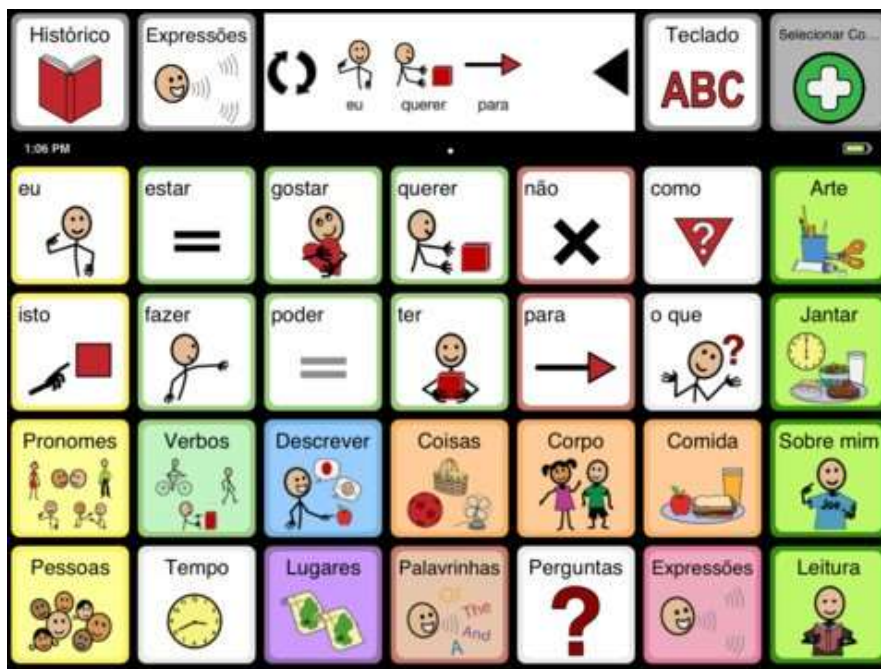 Histórico
Expressões
eu querer para
Teclado
ABC
Selecionar Co...
1:06 PM
eu estar gostar querer não como Arte
isto fazer poder ter para o que Jantar
Pronomes Verbos Descrever Coisas Corpo Comida Sobre mim
Joe
Pessoas Tempo Lugares Palavrinhas Perguntas Expressões Leitura
Or
The
And
A